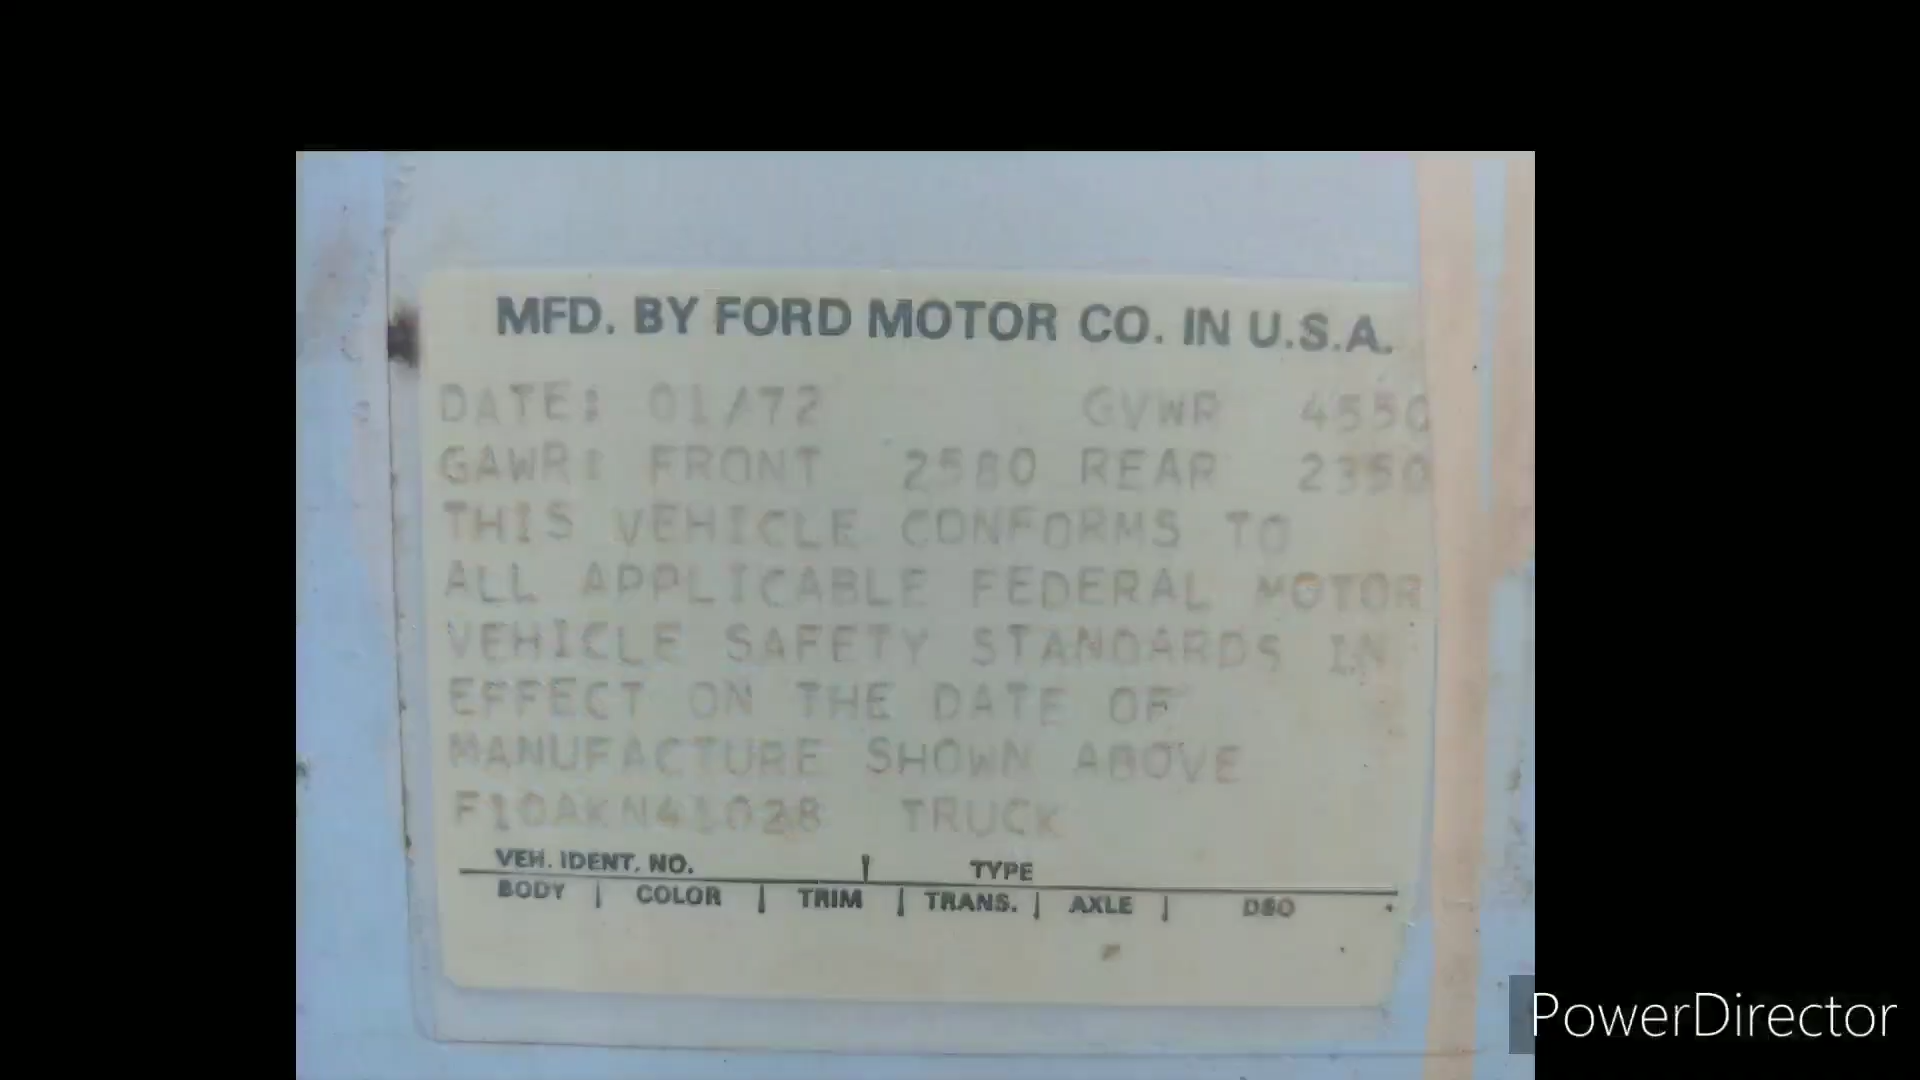 MFD. BY FORD MOTOR CO. IN U.S.A.
DATE: 01/72 GVWR 4550
GAWR: FRONT 2580 REAR 2350
THIS VEHICLE CONFORMS TO
ALL APPLICABLE FEDERAL MOTOR
VEHICLE SAFETY STANDARDS IN
EFFECT ON THE DATE OF
MANUFACTURE SHOWN ABOVE
F10AKN41028 TRUCK
VEH. IDENT. NO. TYPE
BODY COLOR TRIM TRANS. AXLE DSO
PowerDirector